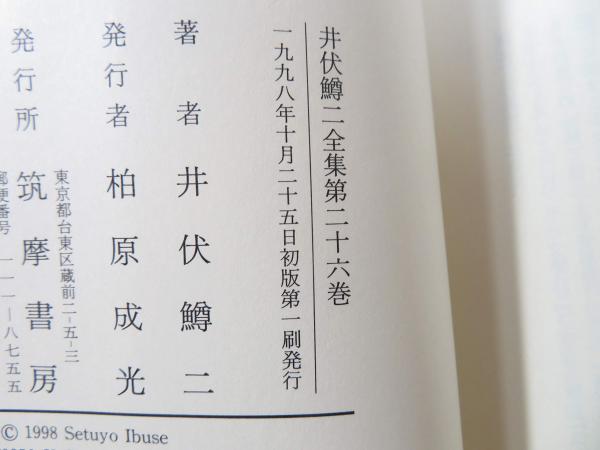 井伏鱒二全集第二十六巻
一九九八年十月二十五日初版第一刷発行
著者 井伏鱒二
発行者 柏原成光
発行所 筑摩書房
東京都台東区蔵前二-五-三
郵便番号 一一一―八七五五
© 1998 Setuyo Ibuse